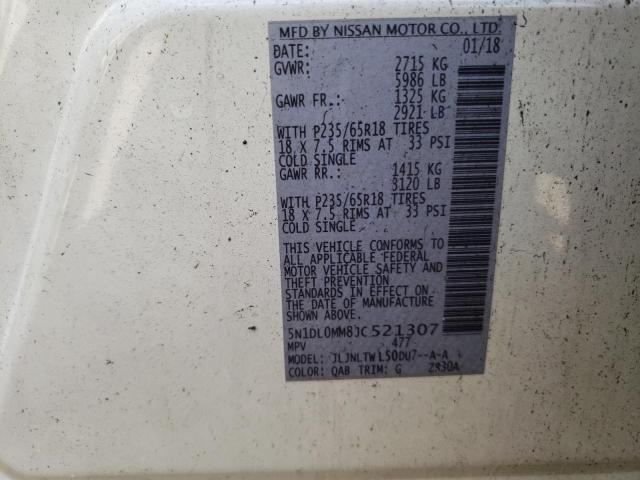 MFD BY NISSAN MOTOR CO., LTD.
DATE: 01/18
GVWR: 2715 KG
5986 LB
GAWR FR.: 1325 KG
2921 LB
WITH P235/65R18 TIRES
18 X 7.5 RIMS AT 33 PSI
COLD SINGLE
GAWR RR.: 1415 KG
3120 LB
WITH P235/65R18 TIRES
18 X 7.5 RIMS AT 33 PSI
COLD SINGLE
THIS VEHICLE CONFORMS TO
ALL APPLICABLE FEDERAL
MOTOR VEHICLE SAFETY AND
THEFT PREVENTION
STANDARDS IN EFFECT ON
THE DATE OF MANUFACTURE
5N1DL0MM8JC521307
MPV 477
MODEL: JLJNLTWL50DU7--A-A
COLOR: QAB TRIM: G 2930A